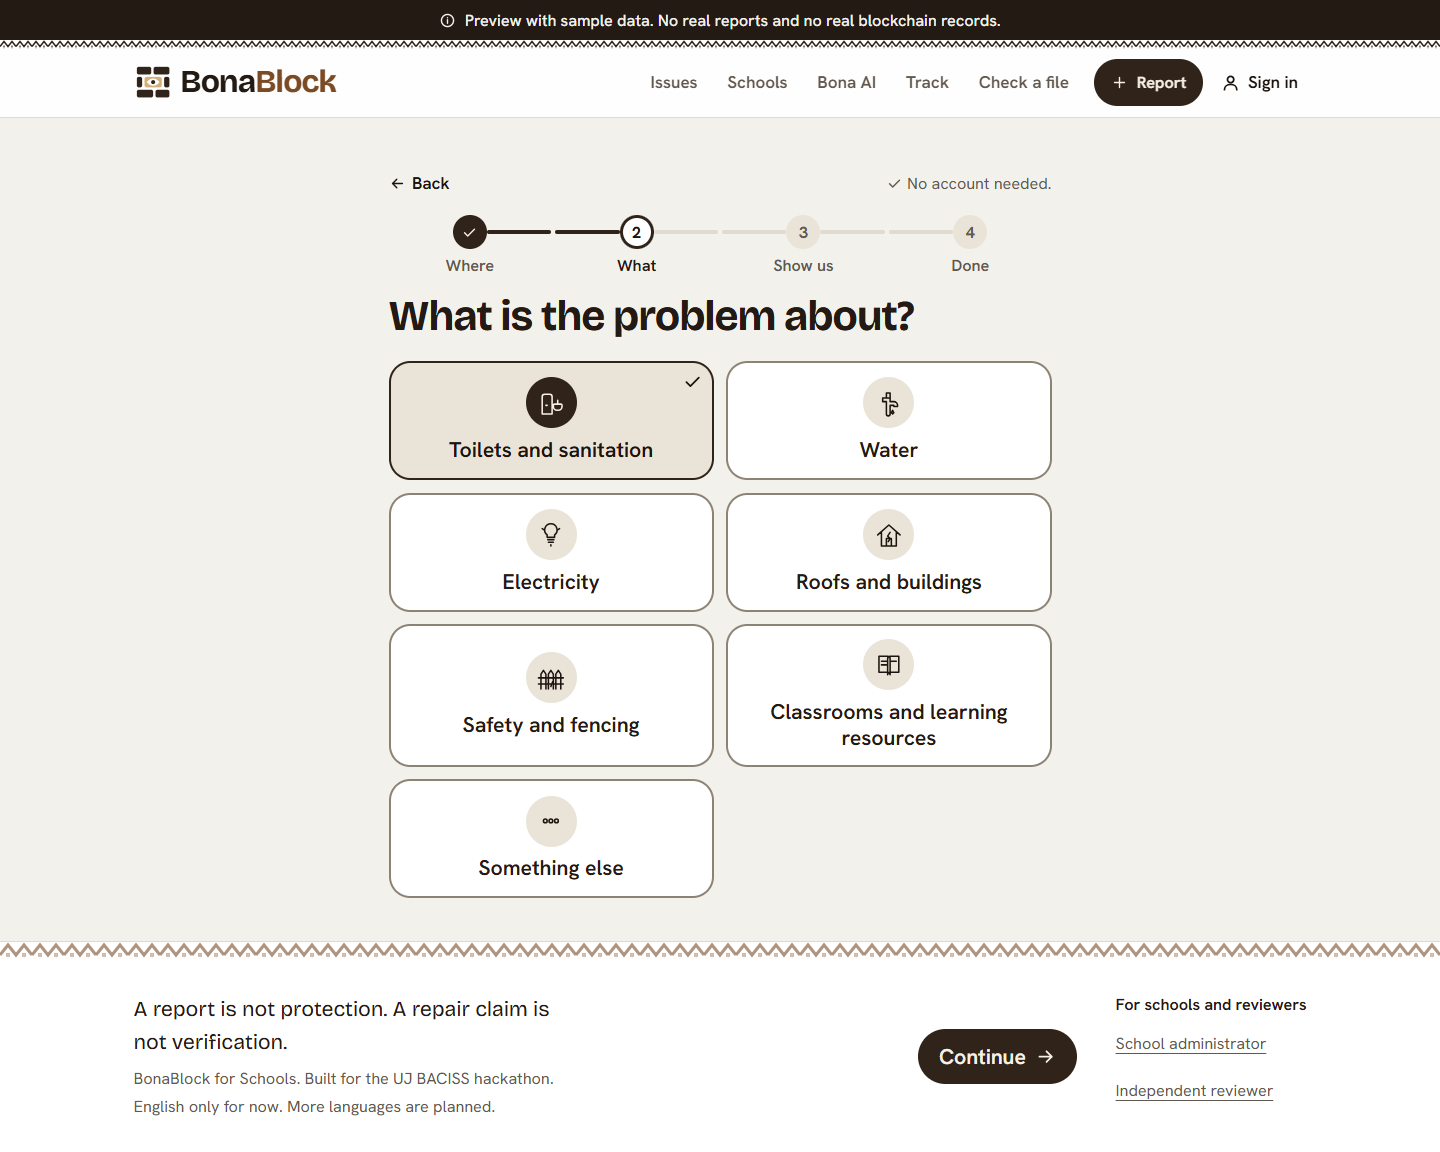 Preview with sample data. No real reports and no real blockchain records.
BonaBlock
Issues
Schools
Bona AI
Track
Check a file
Report
Sign in
Back
No account needed.
2
3
4
Where
What
Show us
Done
What is the problem about?
Toilets and sanitation
Water
Electricity
Roofs and buildings
Safety and fencing
Classrooms and learning
resources
Something else
A report is not protection. A repair claim is
not verification.
BonaBlock for Schools. Built for the UJ BACISS hackathon.
English only for now. More languages are planned.
Continue
For schools and reviewers
School administrator
Independent reviewer